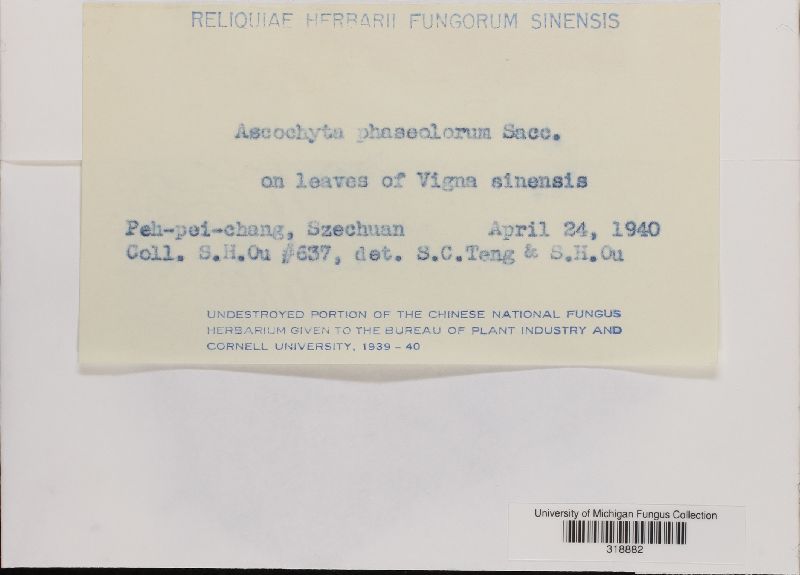 RELIQUIAE HERBARII FUNGORUM SINENSIS
Ascochyta phaseolorum Sacc.
on leaves of Vigna sinensis
Peh-pei-chang, Szechuan April 24, 1940
Coll. S.H.Ou #637, det. S.C.Teng & S.H.Ou
UNDESTROYED PORTION OF THE CHINESE NATIONAL FUNGUS
HERBARIUM GIVEN TO THE BUREAU OF PLANT INDUSTRY AND
CORNELL UNIVERSITY, 1939-40
University of Michigan Fungus Collection
318882